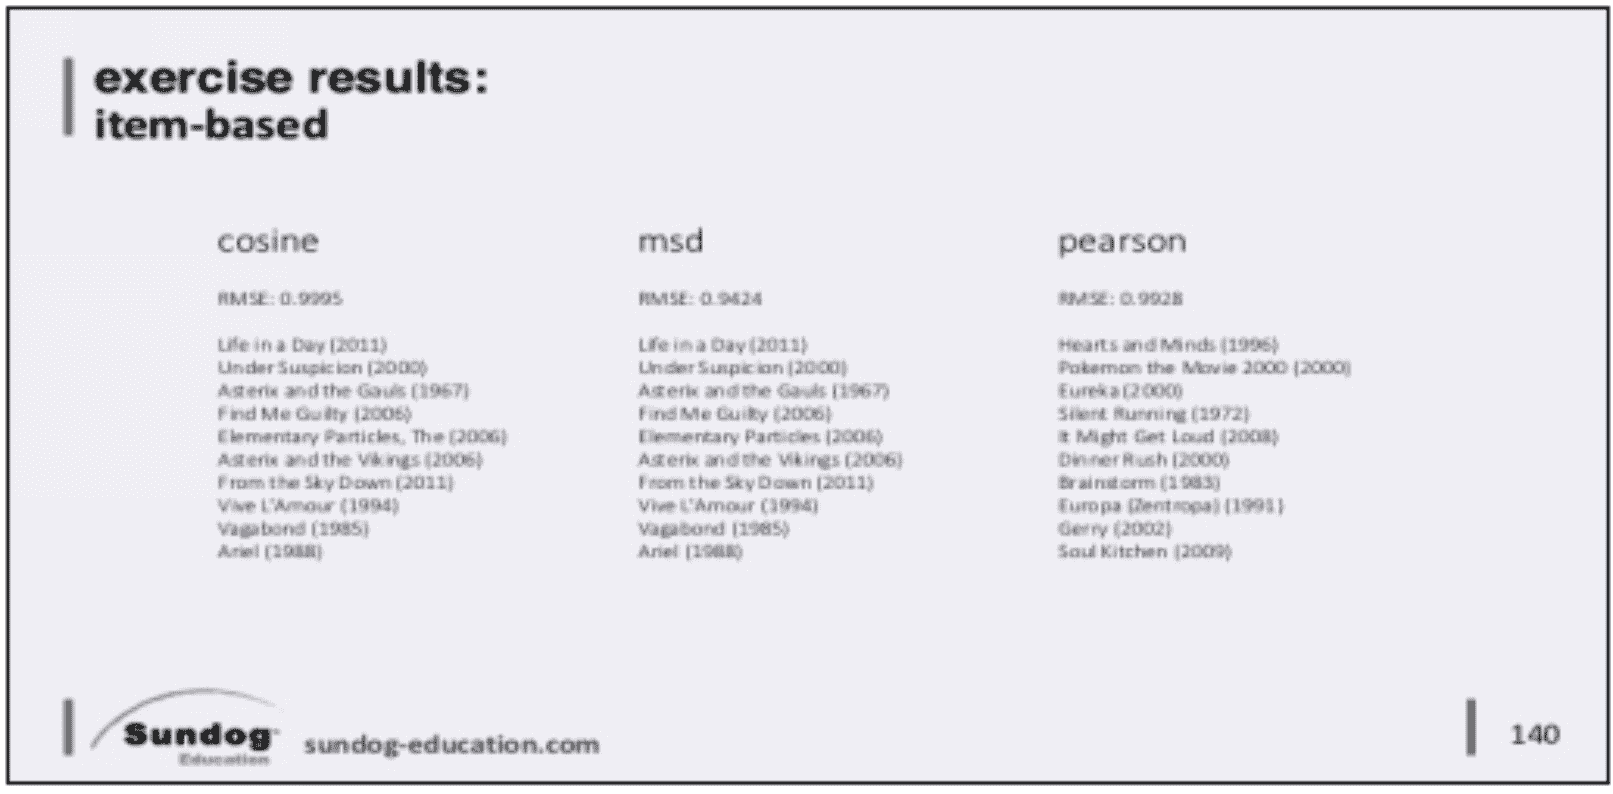 exercise results:
item-based
cosine
RMSE: 0.9995
Life in a Day (2011)
Under Suspicion (2000)
Asterix and the Gauls (1967)
Find Me Guilty (2006)
Elementary Particles, The (2006)
Asterix and the Vikings (2006)
From the Sky Down (2011)
Vive L'Amour (1994)
Vagabond (1985)
Ariel (1988)
msd
RMSE: 0.9424
Life in a Day (2011)
Under Suspicion (2000)
Asterix and the Gauls (1967)
Find Me Guilty (2006)
Elementary Particles (2006)
Asterix and the Vikings (2006)
From the Sky Down (2011)
Vive L'Amour (1994)
Vagabond (1985)
Ariel (1988)
pearson
RMSE: 0.9928
Hearts and Minds (1996)
Pokemon the Movie 2000 (2000)
Eureka (2000)
Silent Running (1972)
It Might Get Loud (2008)
Dinner Rush (2000)
Brainstorm (1983)
Europa (Zentropa) (1991)
Gerry (2002)
Soul Kitchen (2009)
Sundog
Education
sundog-education.com
140